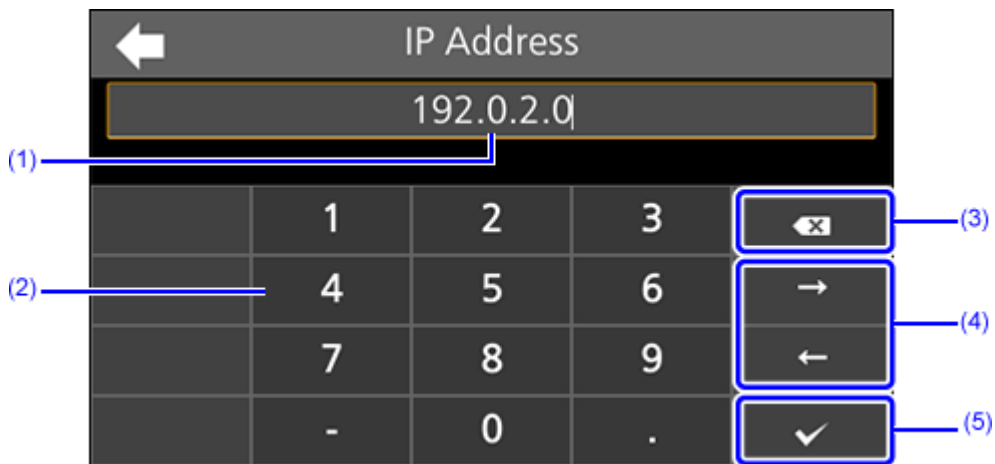 IP Address
192.0.2.0
(1)
1 2 3 (3)
(2) 4 5 6 →
(4)
7 8 9 ←
- 0 . (5)